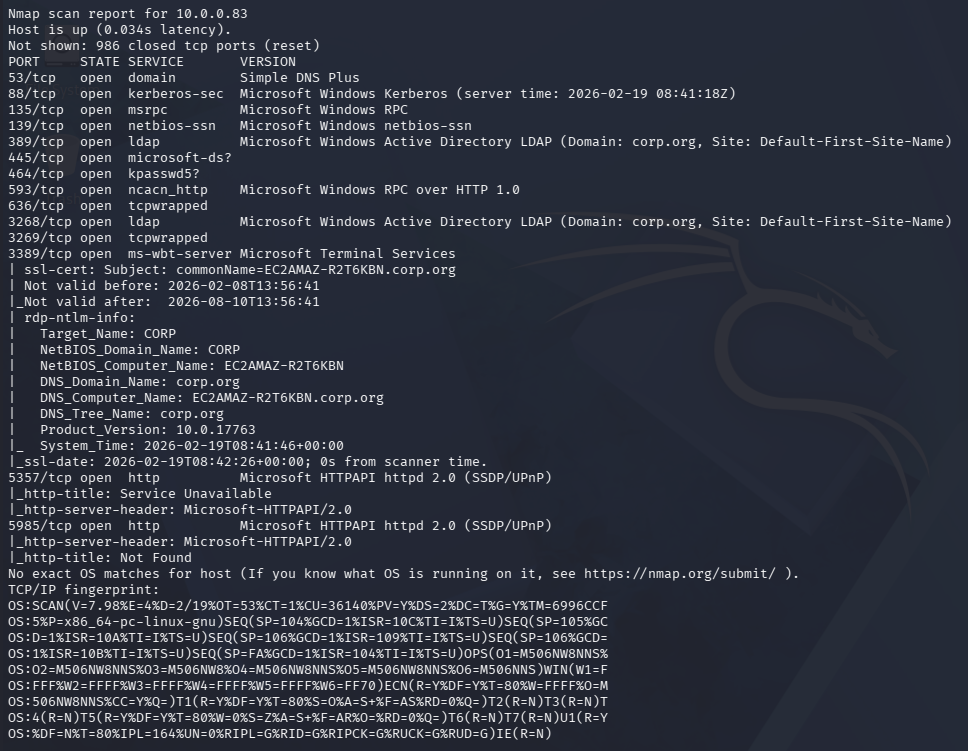 Nmap scan report for 10.0.0.83
Host is up (0.034s latency).
Not shown: 986 closed tcp ports (reset)
PORT     STATE SERVICE       VERSION
53/tcp   open  domain        Simple DNS Plus
88/tcp   open  kerberos-sec  Microsoft Windows Kerberos (server time: 2026-02-19 08:41:18Z)
135/tcp  open  msrpc         Microsoft Windows RPC
139/tcp  open  netbios-ssn   Microsoft Windows netbios-ssn
389/tcp  open  ldap          Microsoft Windows Active Directory LDAP (Domain: corp.org, Site: Default-First-Site-Name)
445/tcp  open  microsoft-ds?
464/tcp  open  kpasswd5?
593/tcp  open  ncacn_http    Microsoft Windows RPC over HTTP 1.0
636/tcp  open  tcpwrapped
3268/tcp open  ldap          Microsoft Windows Active Directory LDAP (Domain: corp.org, Site: Default-First-Site-Name)
3269/tcp open  tcpwrapped
3389/tcp open  ms-wbt-server Microsoft Terminal Services
| ssl-cert: Subject: commonName=EC2AMAZ-R2T6KBN.corp.org
| Not valid before: 2026-02-08T13:56:41
|_Not valid after:  2026-08-10T13:56:41
| rdp-ntlm-info:
|   Target_Name: CORP
|   NetBIOS_Domain_Name: CORP
|   NetBIOS_Computer_Name: EC2AMAZ-R2T6KBN
|   DNS_Domain_Name: corp.org
|   DNS_Computer_Name: EC2AMAZ-R2T6KBN.corp.org
|   DNS_Tree_Name: corp.org
|   Product_Version: 10.0.17763
|_  System_Time: 2026-02-19T08:41:46+00:00
|_ssl-date: 2026-02-19T08:42:26+00:00; 0s from scanner time.
5357/tcp open  http          Microsoft HTTPAPI httpd 2.0 (SSDP/UPnP)
|_http-title: Service Unavailable
|_http-server-header: Microsoft-HTTPAPI/2.0
5985/tcp open  http          Microsoft HTTPAPI httpd 2.0 (SSDP/UPnP)
|_http-server-header: Microsoft-HTTPAPI/2.0
|_http-title: Not Found
No exact OS matches for host (If you know what OS is running on it, see https://nmap.org/submit/ ).
TCP/IP fingerprint:
OS:SCAN(V=7.98%E=4%D=2/19%OT=53%CT=1%CU=36140%PV=Y%DS=2%DC=T%G=Y%TM=6996CCF
OS:5%P=x86_64-pc-linux-gnu)SEQ(SP=104%GCD=1%ISR=10C%TI=I%TS=U)SEQ(SP=105%GC
OS:D=1%ISR=10A%TI=I%TS=U)SEQ(SP=106%GCD=1%ISR=109%TI=I%TS=U)SEQ(SP=106%GCD=
OS:1%ISR=10B%TI=I%TS=U)SEQ(SP=FA%GCD=1%ISR=104%TI=I%TS=U)OPS(O1=M506NW8NNS%
OS:O2=M506NW8NNS%O3=M506NW8%O4=M506NW8NNS%O5=M506NW8NNS%O6=M506NNS)WIN(W1=F
OS:FFF%W2=FFFF%W3=FFFF%W4=FFFF%W5=FFFF%W6=FF70)ECN(R=Y%DF=Y%T=80%W=FFFF%O=M
OS:506NW8NNS%CC=Y%Q=)T1(R=Y%DF=Y%T=80%S=O%A=S+%F=AS%RD=0%Q=)T2(R=N)T3(R=N)T
OS:4(R=N)T5(R=Y%DF=Y%T=80%W=0%S=Z%A=S+%F=AR%O=%RD=0%Q=)T6(R=N)T7(R=N)U1(R=Y
OS:%DF=N%T=80%IPL=164%UN=0%RIPL=G%RID=G%RIPCK=G%RUCK=G%RUD=G)IE(R=N)